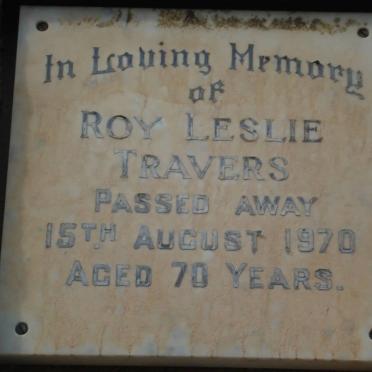 In Loving Memory
of
ROY LESLIE
TRAVERS
PASSED AWAY
15TH AUGUST 1970
AGED 70 YEARS.